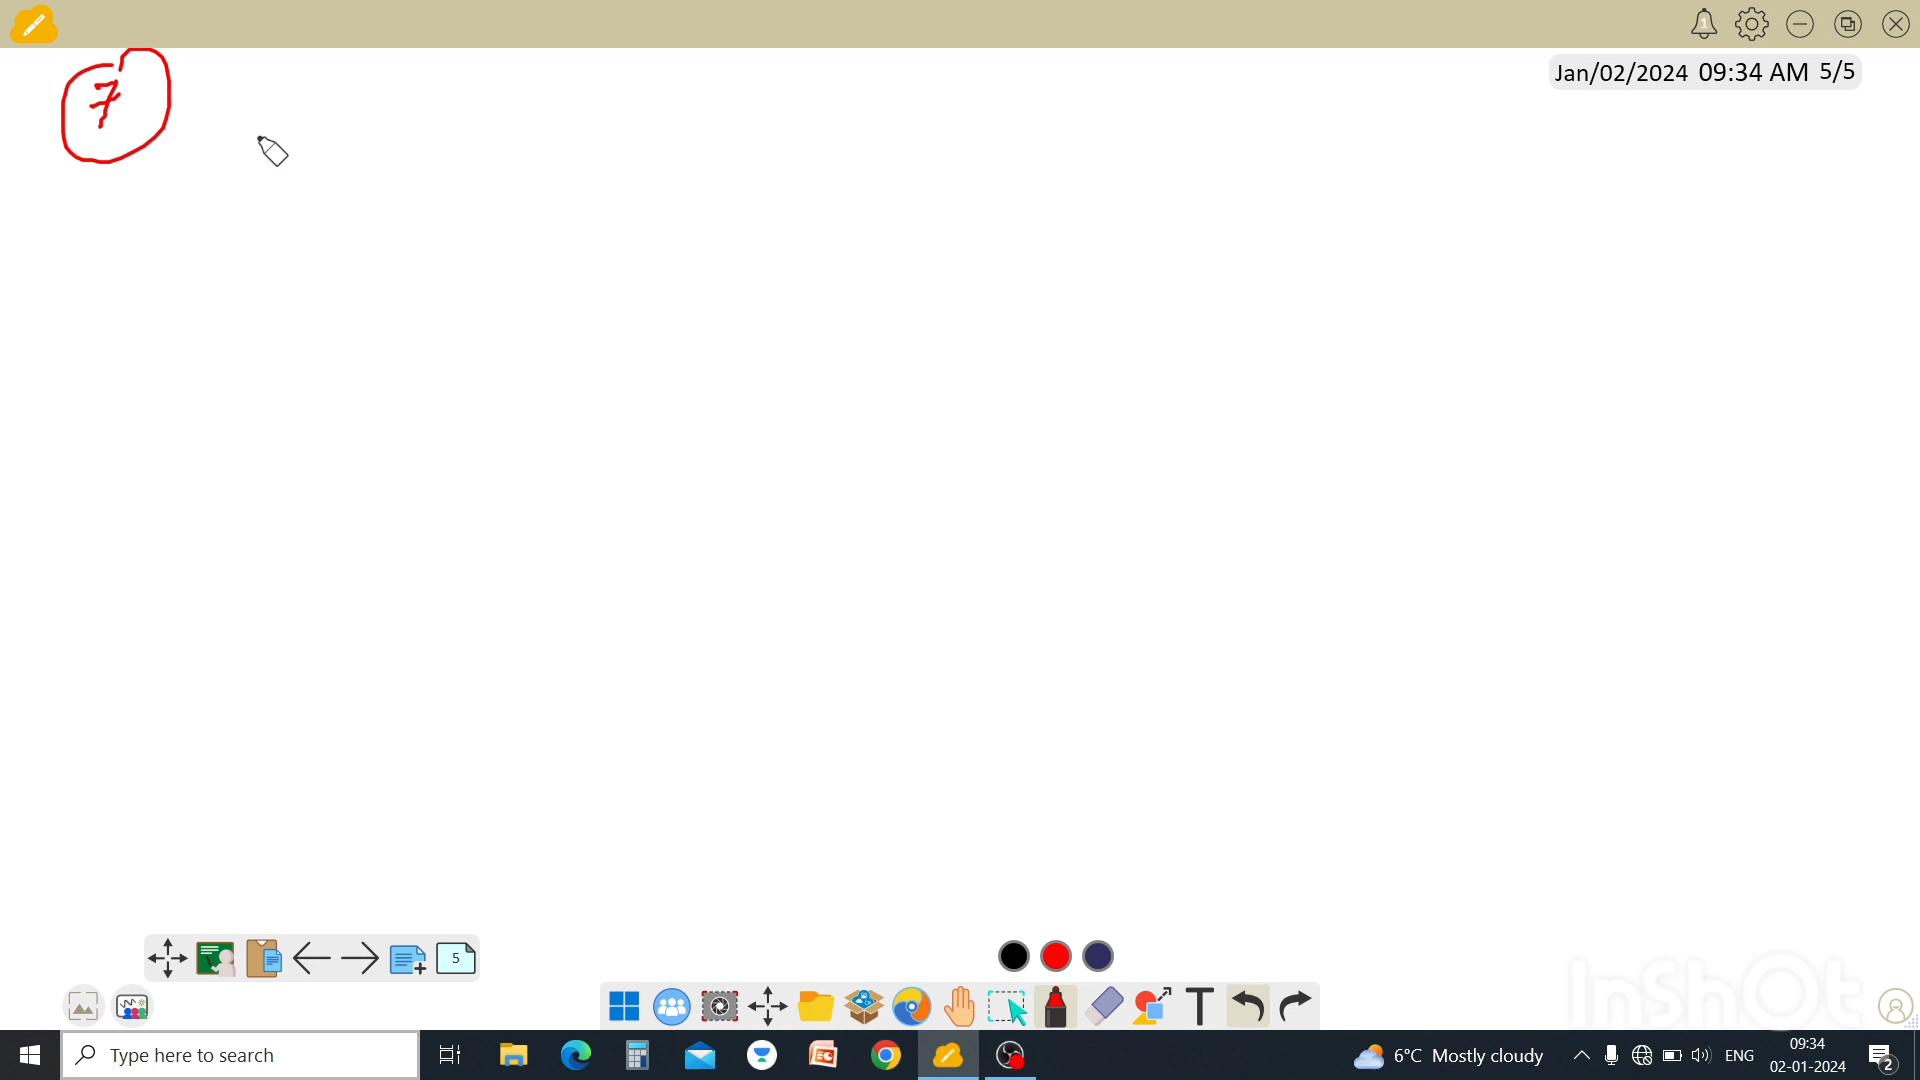 1
Jan/02/2024 09:34 AM 5/5
7
5
InShOt
Type here to search
6°C Mostly cloudy
ENG
09:34
02-01-2024
2